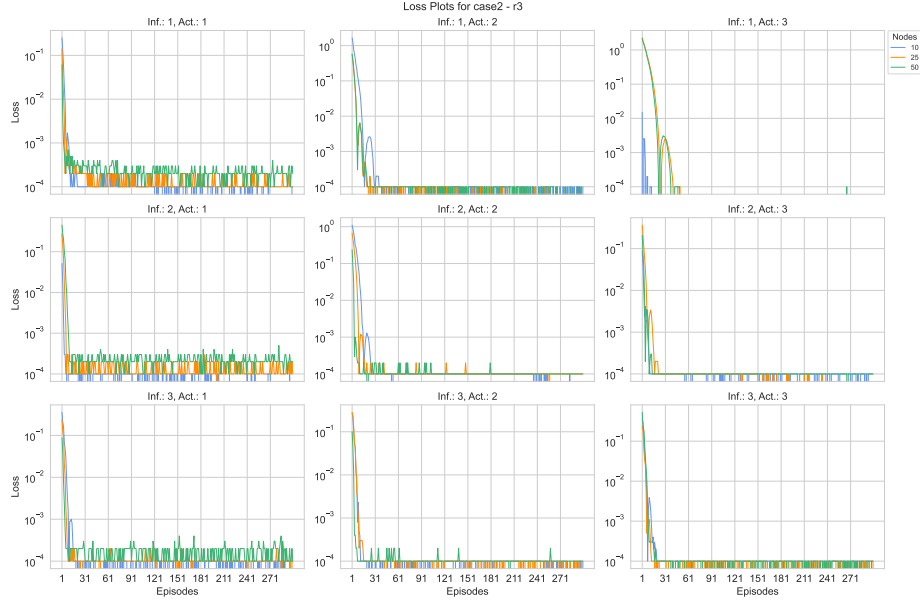 Loss Plots for case2 - r3
Inf.: 1, Act.: 1
Inf.: 1, Act.: 2
Inf.: 1, Act.: 3
Nodes
10
25
50
Loss
10⁻¹
10⁻²
10⁻³
10⁻⁴
10⁰
10⁻¹
10⁻²
10⁻³
10⁻⁴
10⁰
10⁻¹
10⁻²
10⁻³
10⁻⁴
Inf.: 2, Act.: 1
Inf.: 2, Act.: 2
Inf.: 2, Act.: 3
Loss
10⁻¹
10⁻²
10⁻³
10⁻⁴
10⁰
10⁻¹
10⁻²
10⁻³
10⁻⁴
10⁻¹
10⁻²
10⁻³
10⁻⁴
Inf.: 3, Act.: 1
Inf.: 3, Act.: 2
Inf.: 3, Act.: 3
Loss
10⁻¹
10⁻²
10⁻³
10⁻⁴
10⁻¹
10⁻²
10⁻³
10⁻⁴
10⁻¹
10⁻²
10⁻³
10⁻⁴
1 31 61 91 121 151 181 211 241 271
1 31 61 91 121 151 181 211 241 271
1 31 61 91 121 151 181 211 241 271
Episodes
Episodes
Episodes